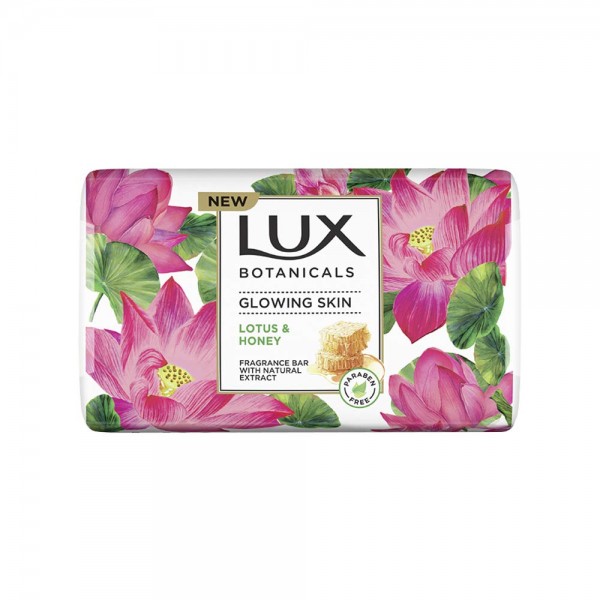 NEW
LUX
BOTANICALS
GLOWING SKIN
LOTUS &
HONEY
FRAGRANCE BAR
WITH NATURAL
EXTRACT
PARABEN
FREE